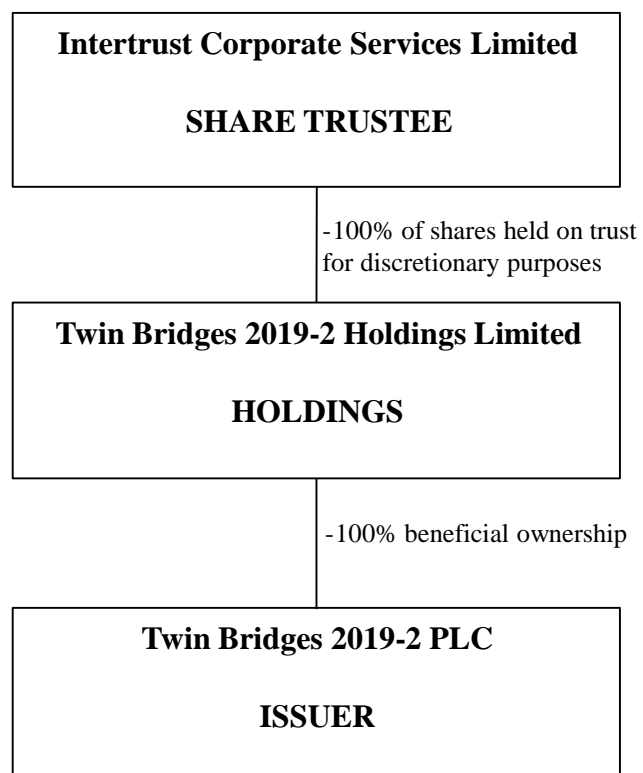 Intertrust Corporate Services Limited
SHARE TRUSTEE
-100% of shares held on trust
for discretionary purposes
Twin Bridges 2019-2 Holdings Limited
HOLDINGS
-100% beneficial ownership
Twin Bridges 2019-2 PLC
ISSUER